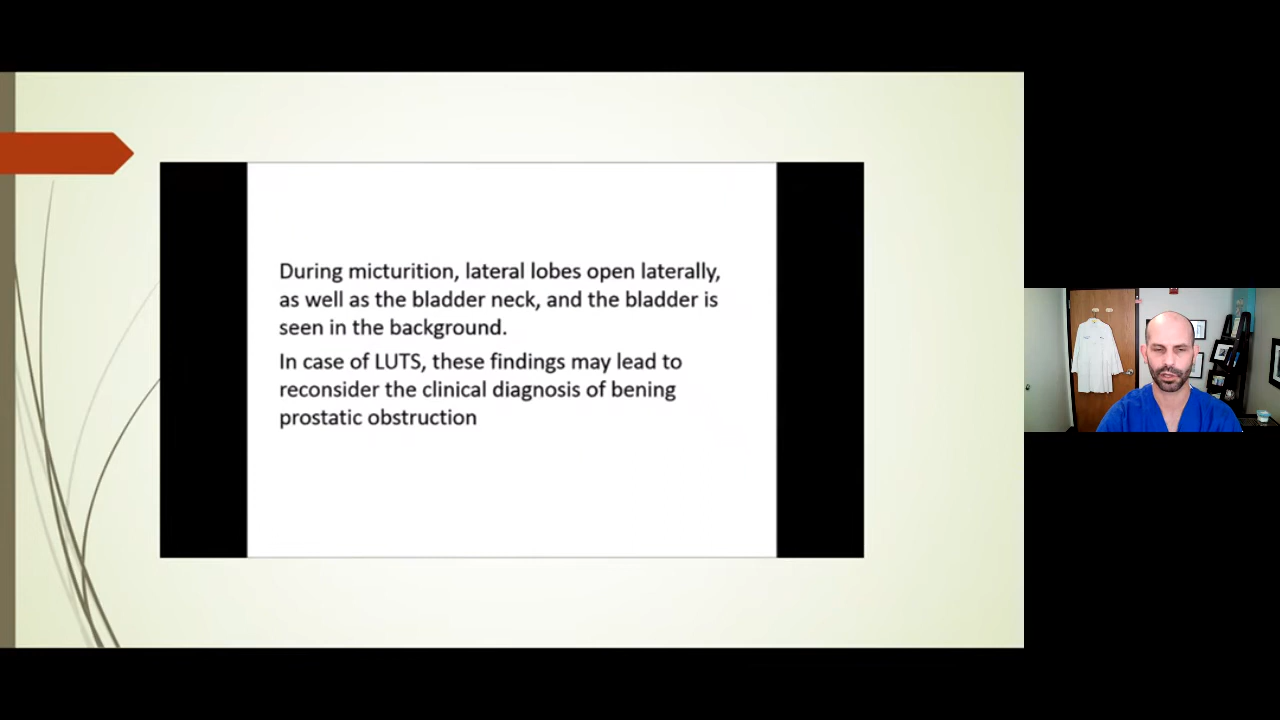 During micturition, lateral lobes open laterally,
as well as the bladder neck, and the bladder is
seen in the background.
In case of LUTS, these findings may lead to
reconsider the clinical diagnosis of bening
prostatic obstruction